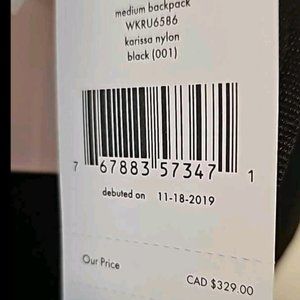 medium backpack
WKRU6586
karissa nylon
black (001)
7 67883 57347 1
debuted on 11-18-2019
Our Price
CAD $329.00